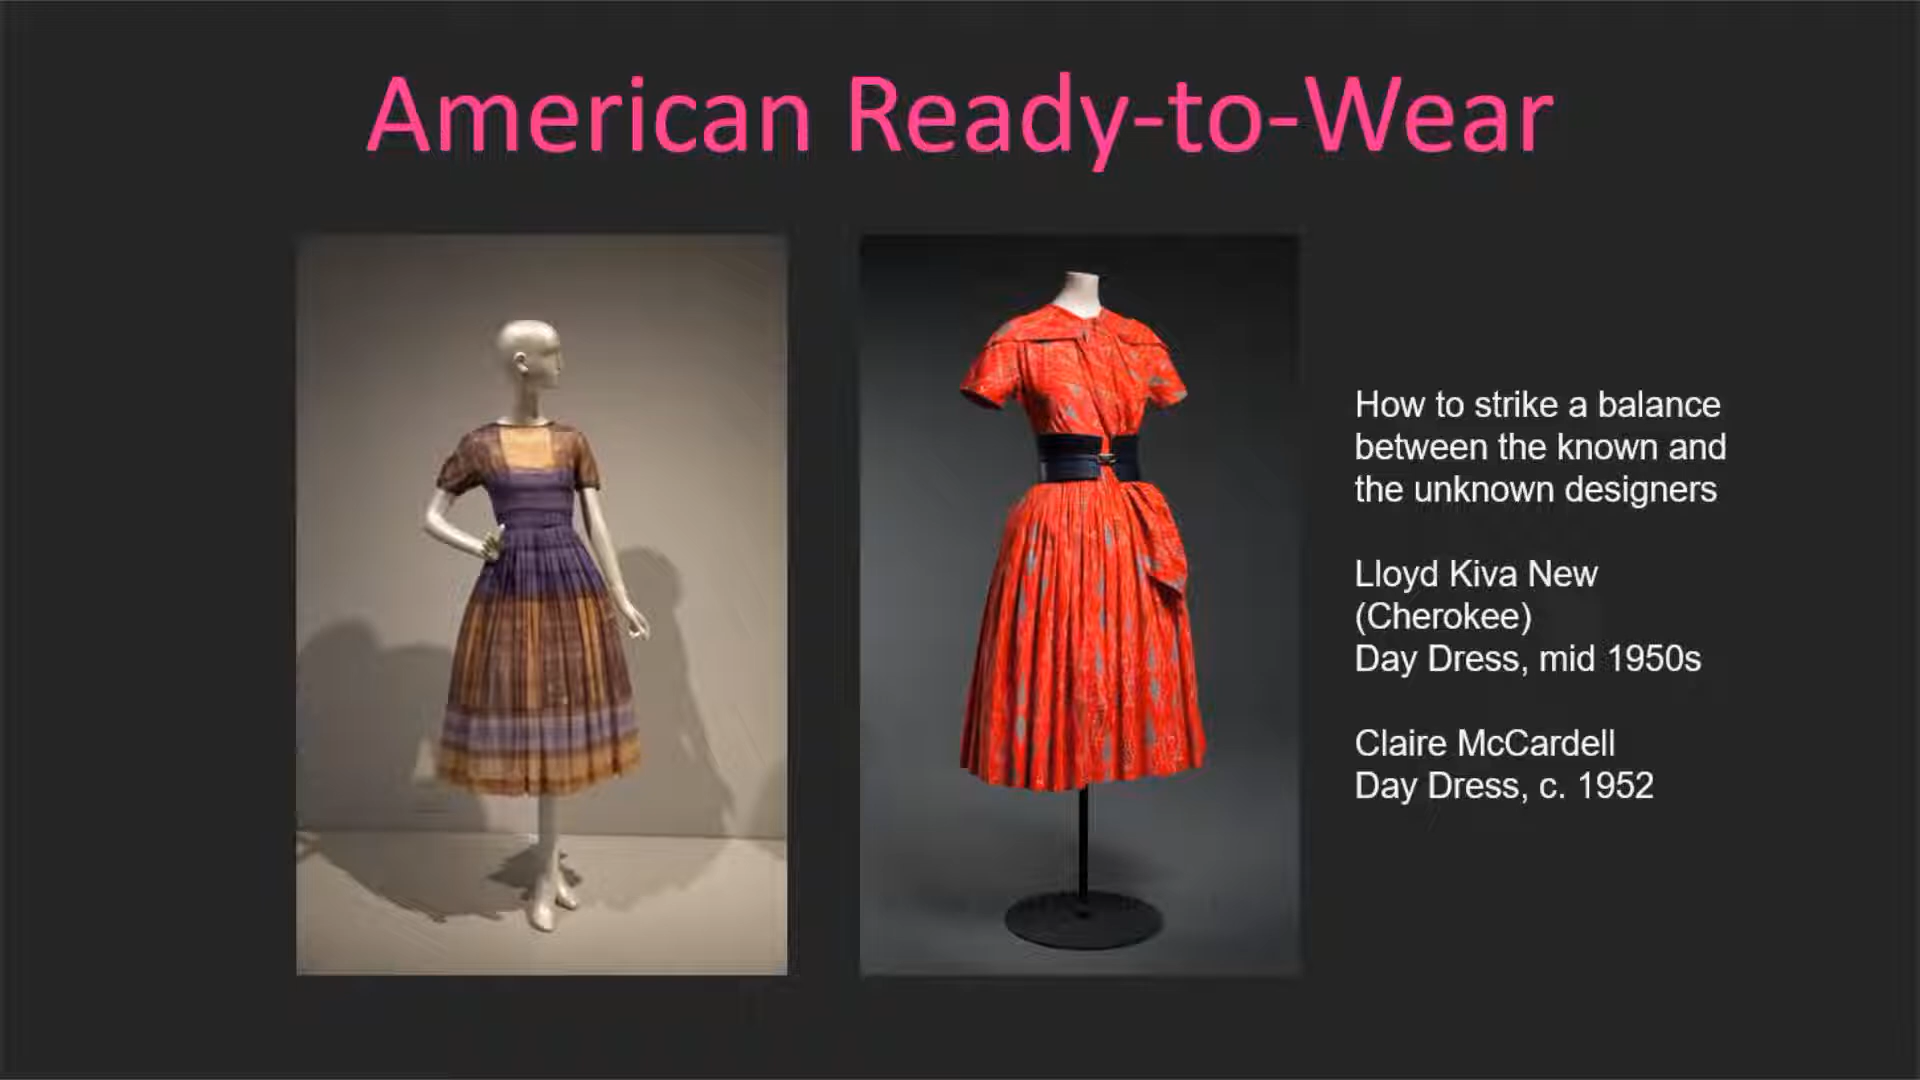 American Ready-to-Wear
How to strike a balance
between the known and
the unknown designers
Lloyd Kiva New
(Cherokee)
Day Dress, mid 1950s
Claire McCardell
Day Dress, c. 1952